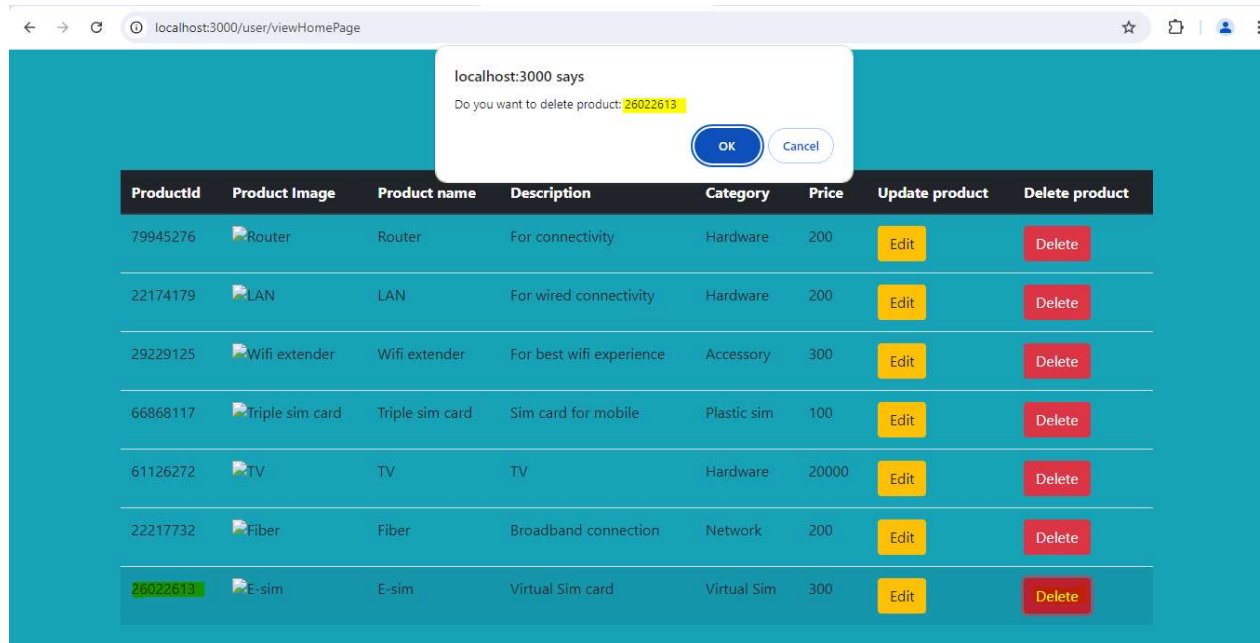 localhost:3000/user/viewHomePage
localhost:3000 says
Do you want to delete product: 26022613
OK Cancel
ProductId Product Image Product name Description Category Price Update product Delete product
79945276 Router Router For connectivity Hardware 200 Edit Delete
22174179 LAN LAN For wired connectivity Hardware 200 Edit Delete
29229125 Wifi extender Wifi extender For best wifi experience Accessory 300 Edit Delete
66868117 Triple sim card Triple sim card Sim card for mobile Plastic sim 100 Edit Delete
61126272 TV TV TV Hardware 20000 Edit Delete
22217732 Fiber Fiber Broadband connection Network 200 Edit Delete
26022613 E-sim E-sim Virtual Sim card Virtual Sim 300 Edit Delete